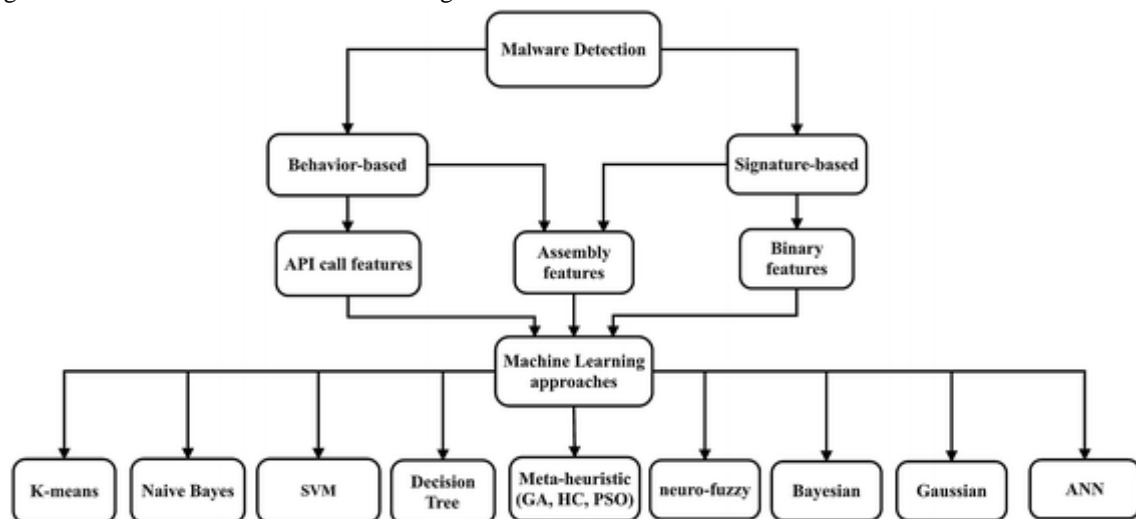 Malware Detection
Behavior-based
Signature-based
API call features
Assembly
features
Binary
features
Machine Learning
approaches
K-means
Naive Bayes
SVM
Decision
Tree
Meta-heuristic
(GA, HC, PSO)
neuro-fuzzy
Bayesian
Gaussian
ANN